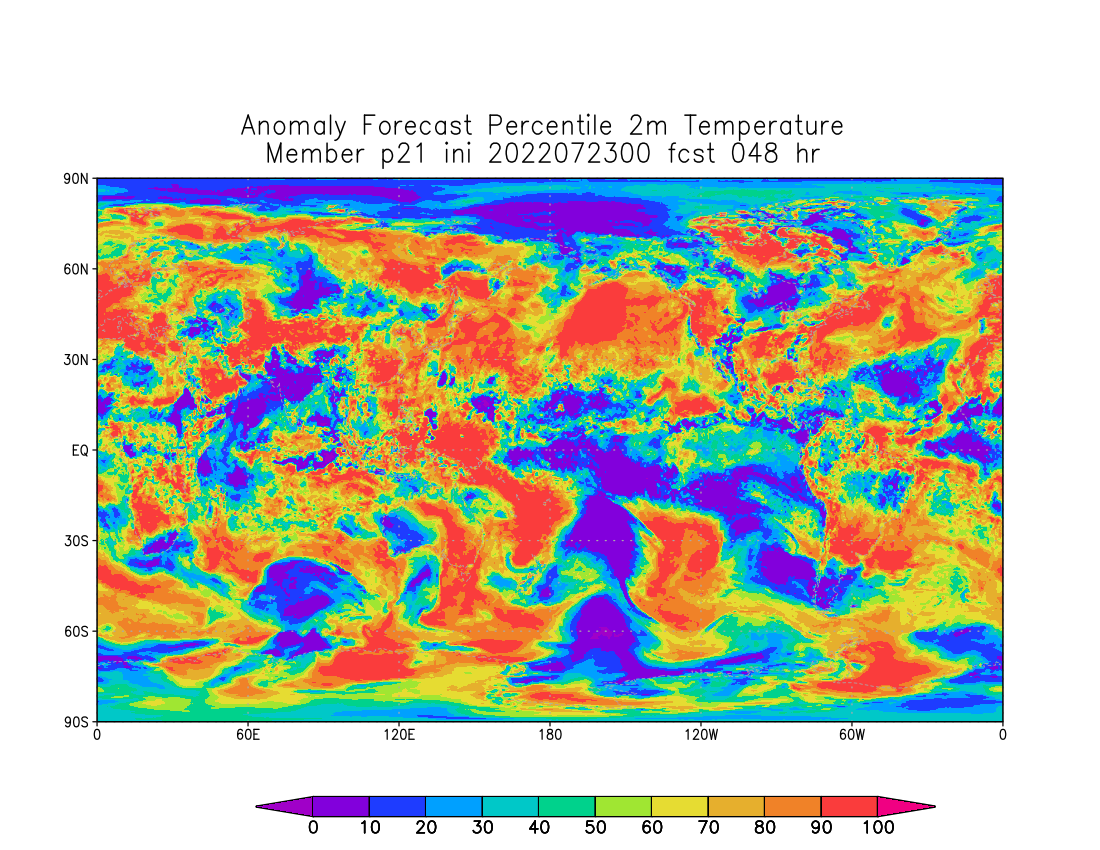 Anomaly Forecast Percentile 2m Temperature
Member p21 ini 2022072300 fcst 048 hr
90N
60N
30N
EQ
30S
60S
90S
0 60E 120E 180 120W 60W 0
0 10 20 30 40 50 60 70 80 90 100